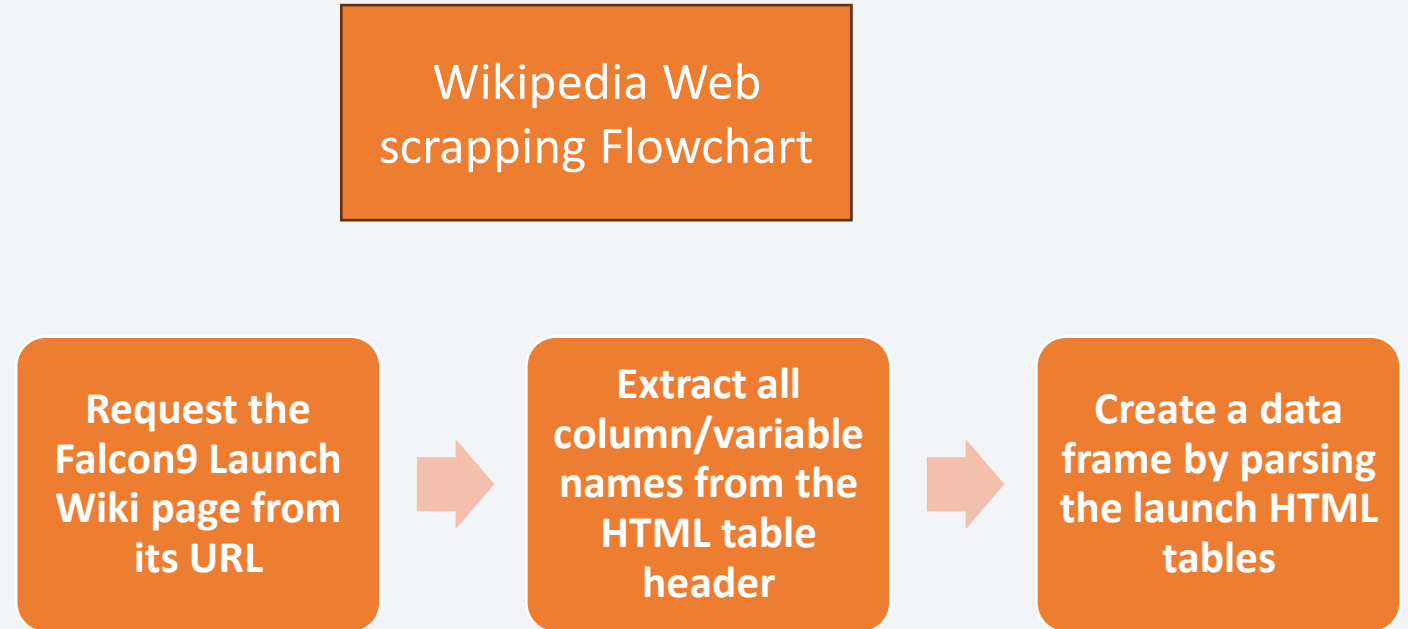 Wikipedia Web
scrapping Flowchart
Request the
Falcon9 Launch
Wiki page from
its URL
Extract all
column/variable
names from the
HTML table
header
Create a data
frame by parsing
the launch HTML
tables